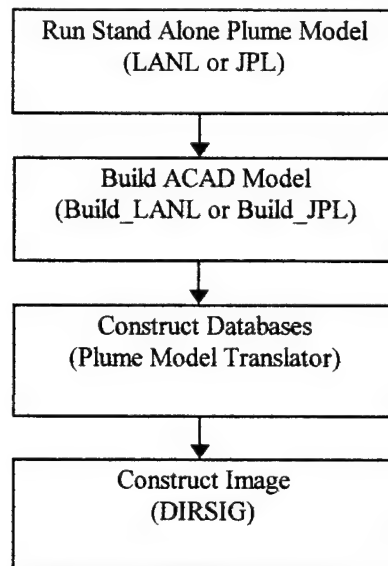 Run Stand Alone Plume Model
(LANL or JPL)
Build ACAD Model
(Build_LANL or Build_JPL)
Construct Databases
(Plume Model Translator)
Construct Image
(DIRSIG)